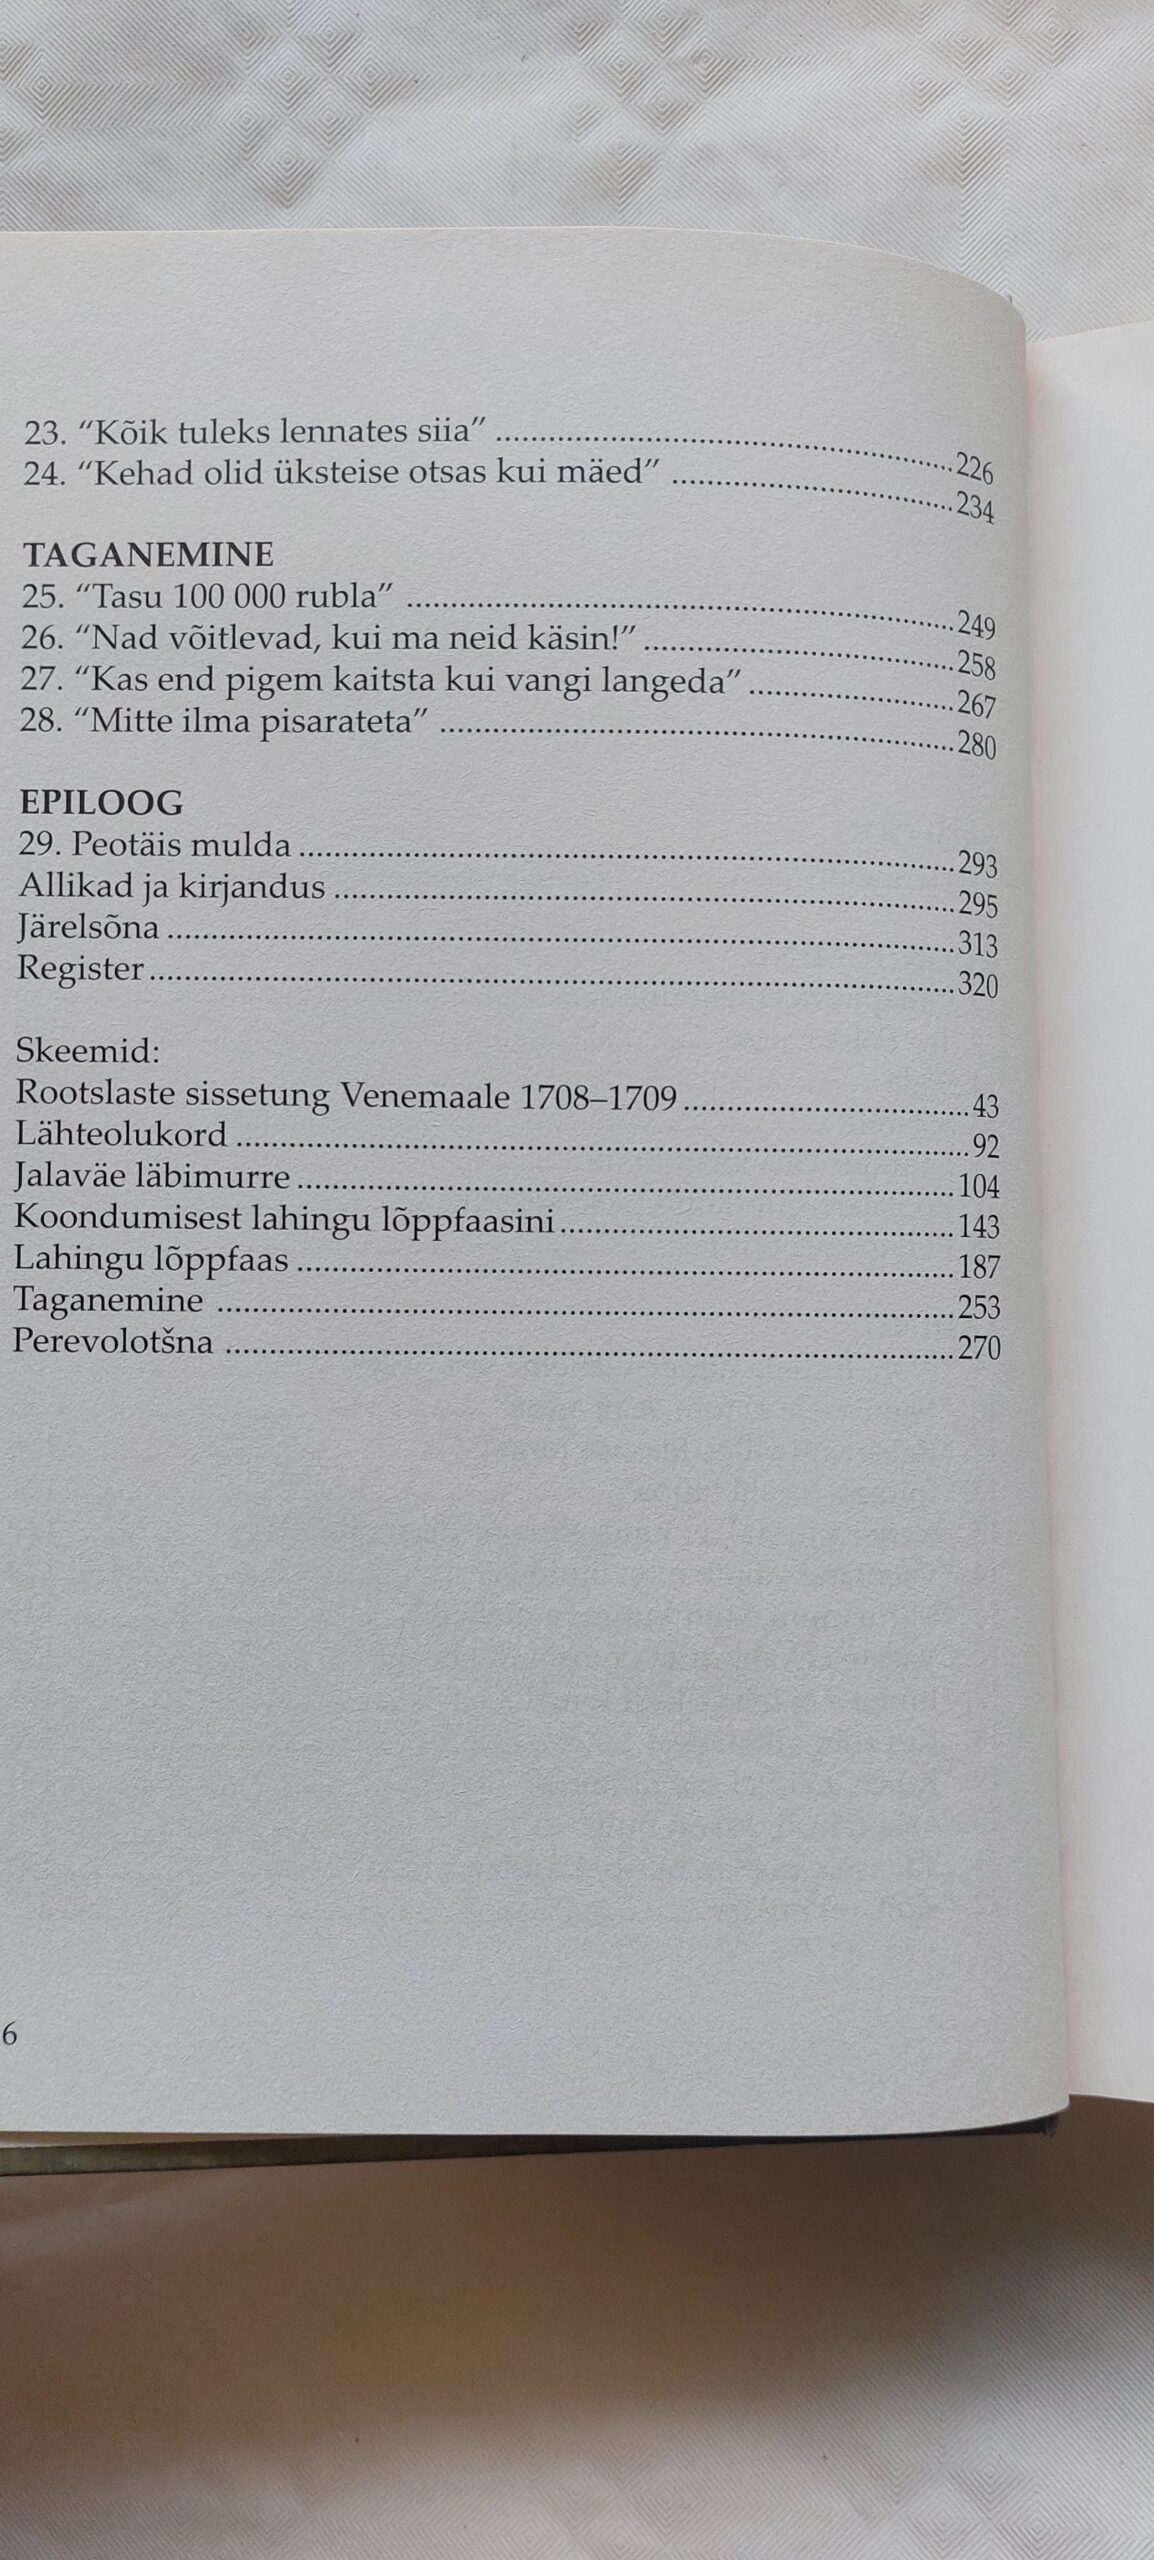 23. “Kõik tuleks lennates siia” ........................................................ 226
24. “Kehad olid üksteise otsas kui mäed” .................................. 234
TAGANEMINE
25. “Tasu 100 000 rubla” .................................................................. 249
26. “Nad võitlevad, kui ma neid käsin!” ..................................... 258
27. “Kas end pigem kaitsta kui vangi langeda” ......................... 267
28. “Mitte ilma pisarateta” .............................................................. 280
EPILOOG
29. Peotäis mulda .............................................................................. 293
Allikad ja kirjandus .......................................................................... 295
Järelsõna ............................................................................................. 313
Register ............................................................................................... 320
Skeemid:
Rootslaste sissetung Venemaale 1708–1709 ................................... 43
Lähteolukord ....................................................................................... 92
Jalaväe läbimurre .............................................................................. 104
Koondumisest lahingu lõppfaasini ................................................ 143
Lahingu lõppfaas .............................................................................. 187
Taganemine ....................................................................................... 253
Perevolotšna ...................................................................................... 270
6